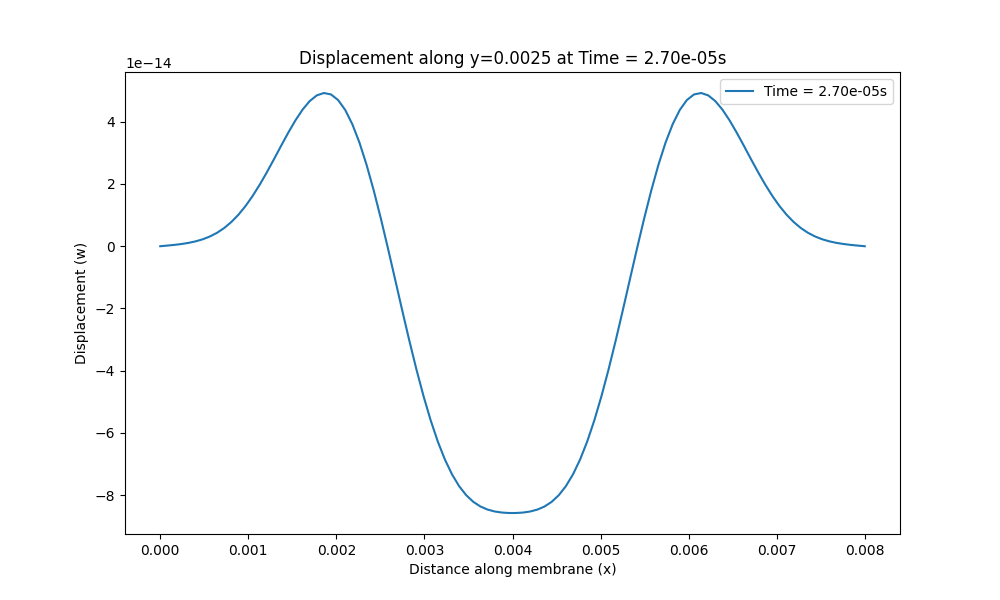 Displacement along y=0.0025 at Time = 2.70e-05s
1e−14
Time = 2.70e-05s
4
2
0
−2
−4
−6
−8
Displacement (w)
0.000 0.001 0.002 0.003 0.004 0.005 0.006 0.007 0.008
Distance along membrane (x)